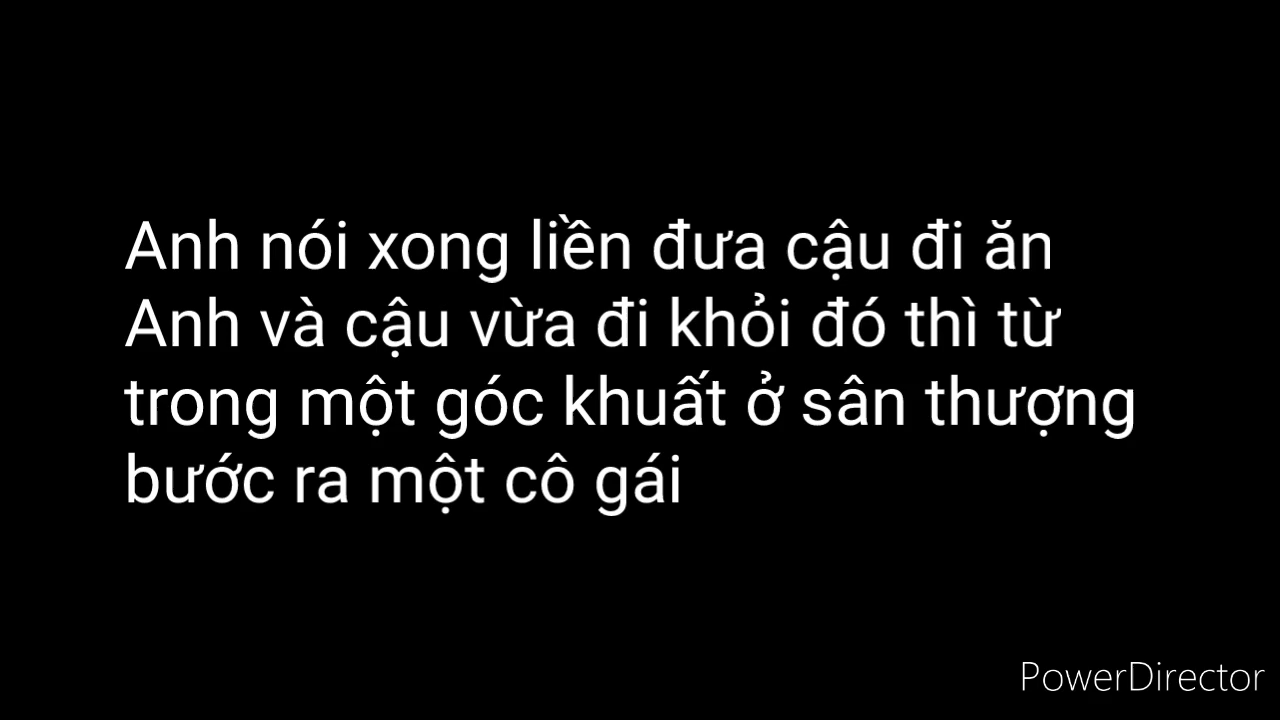 Anh nói xong liền đưa cậu đi ăn
Anh và cậu vừa đi khỏi đó thì từ
trong một góc khuất ở sân thượng
bước ra một cô gái
PowerDirector